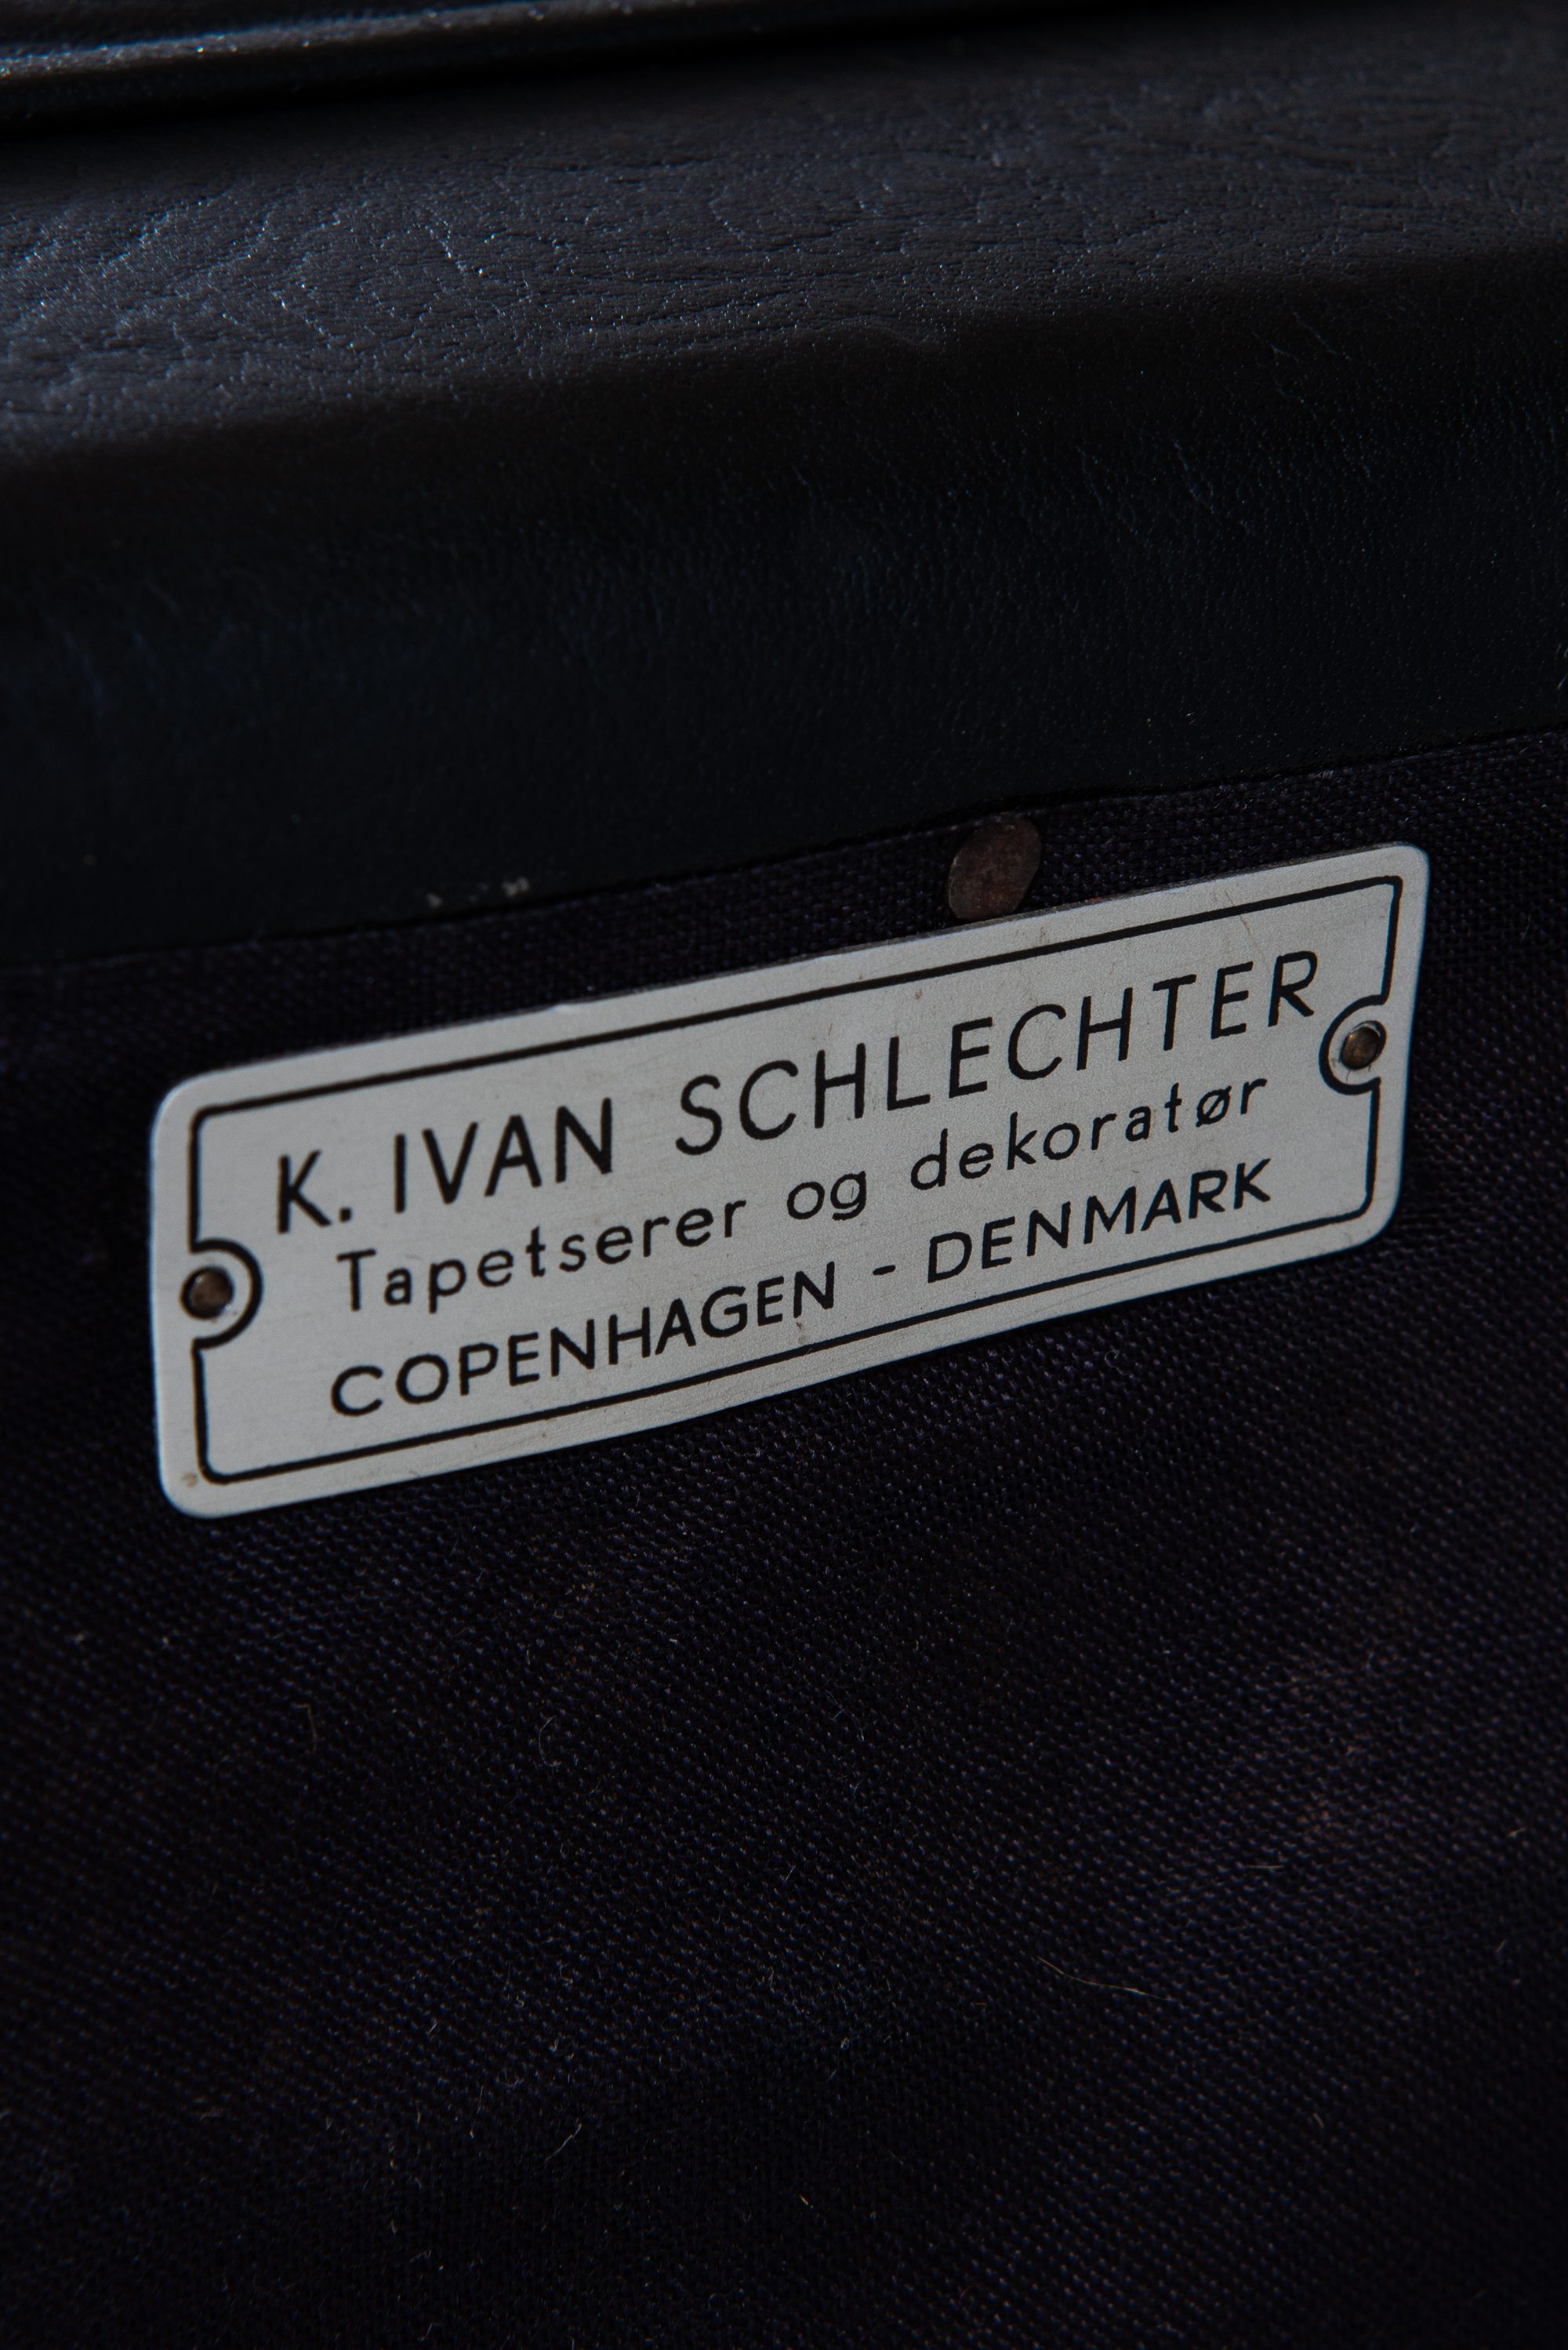 K. IVAN SCHLECHTER
Tapetserer og dekoratør
COPENHAGEN - DENMARK